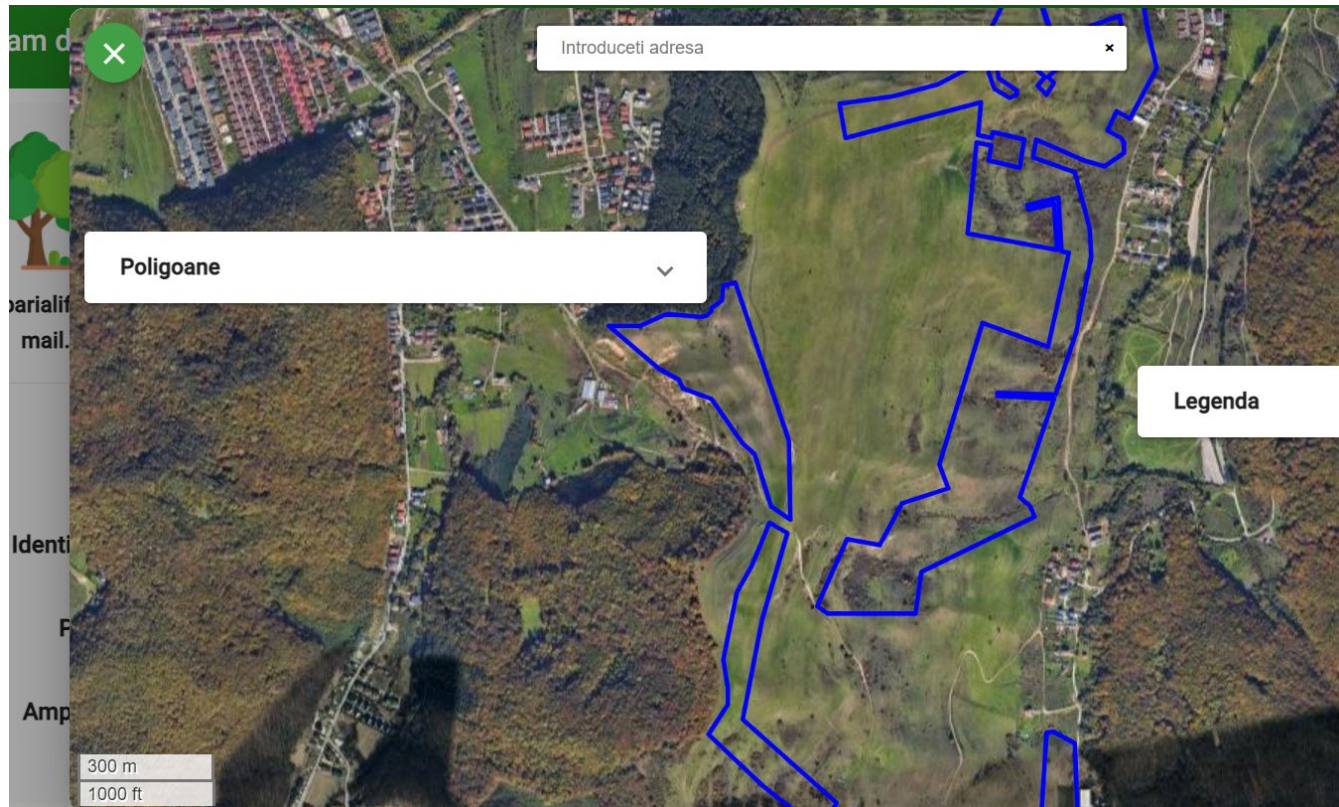 am d
Introduceti adresa
×
Poligoane
parialif
mail.
Legenda
Identi
P
Amp
300 m
1000 ft